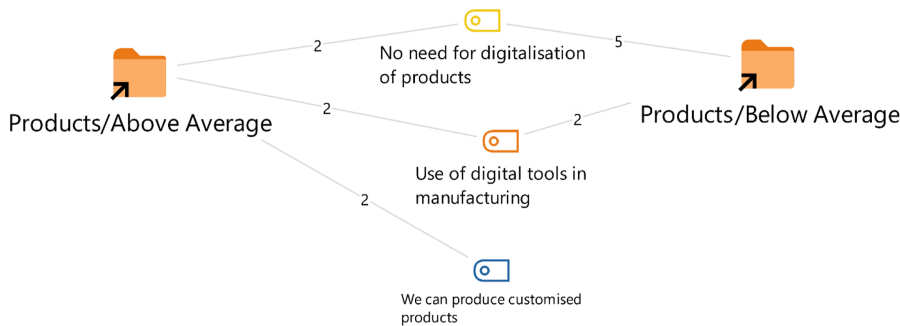 2
5
No need for digitalisation
of products
Products/Above Average
Products/Below Average
2
2
Use of digital tools in
manufacturing
2
We can produce customised
products